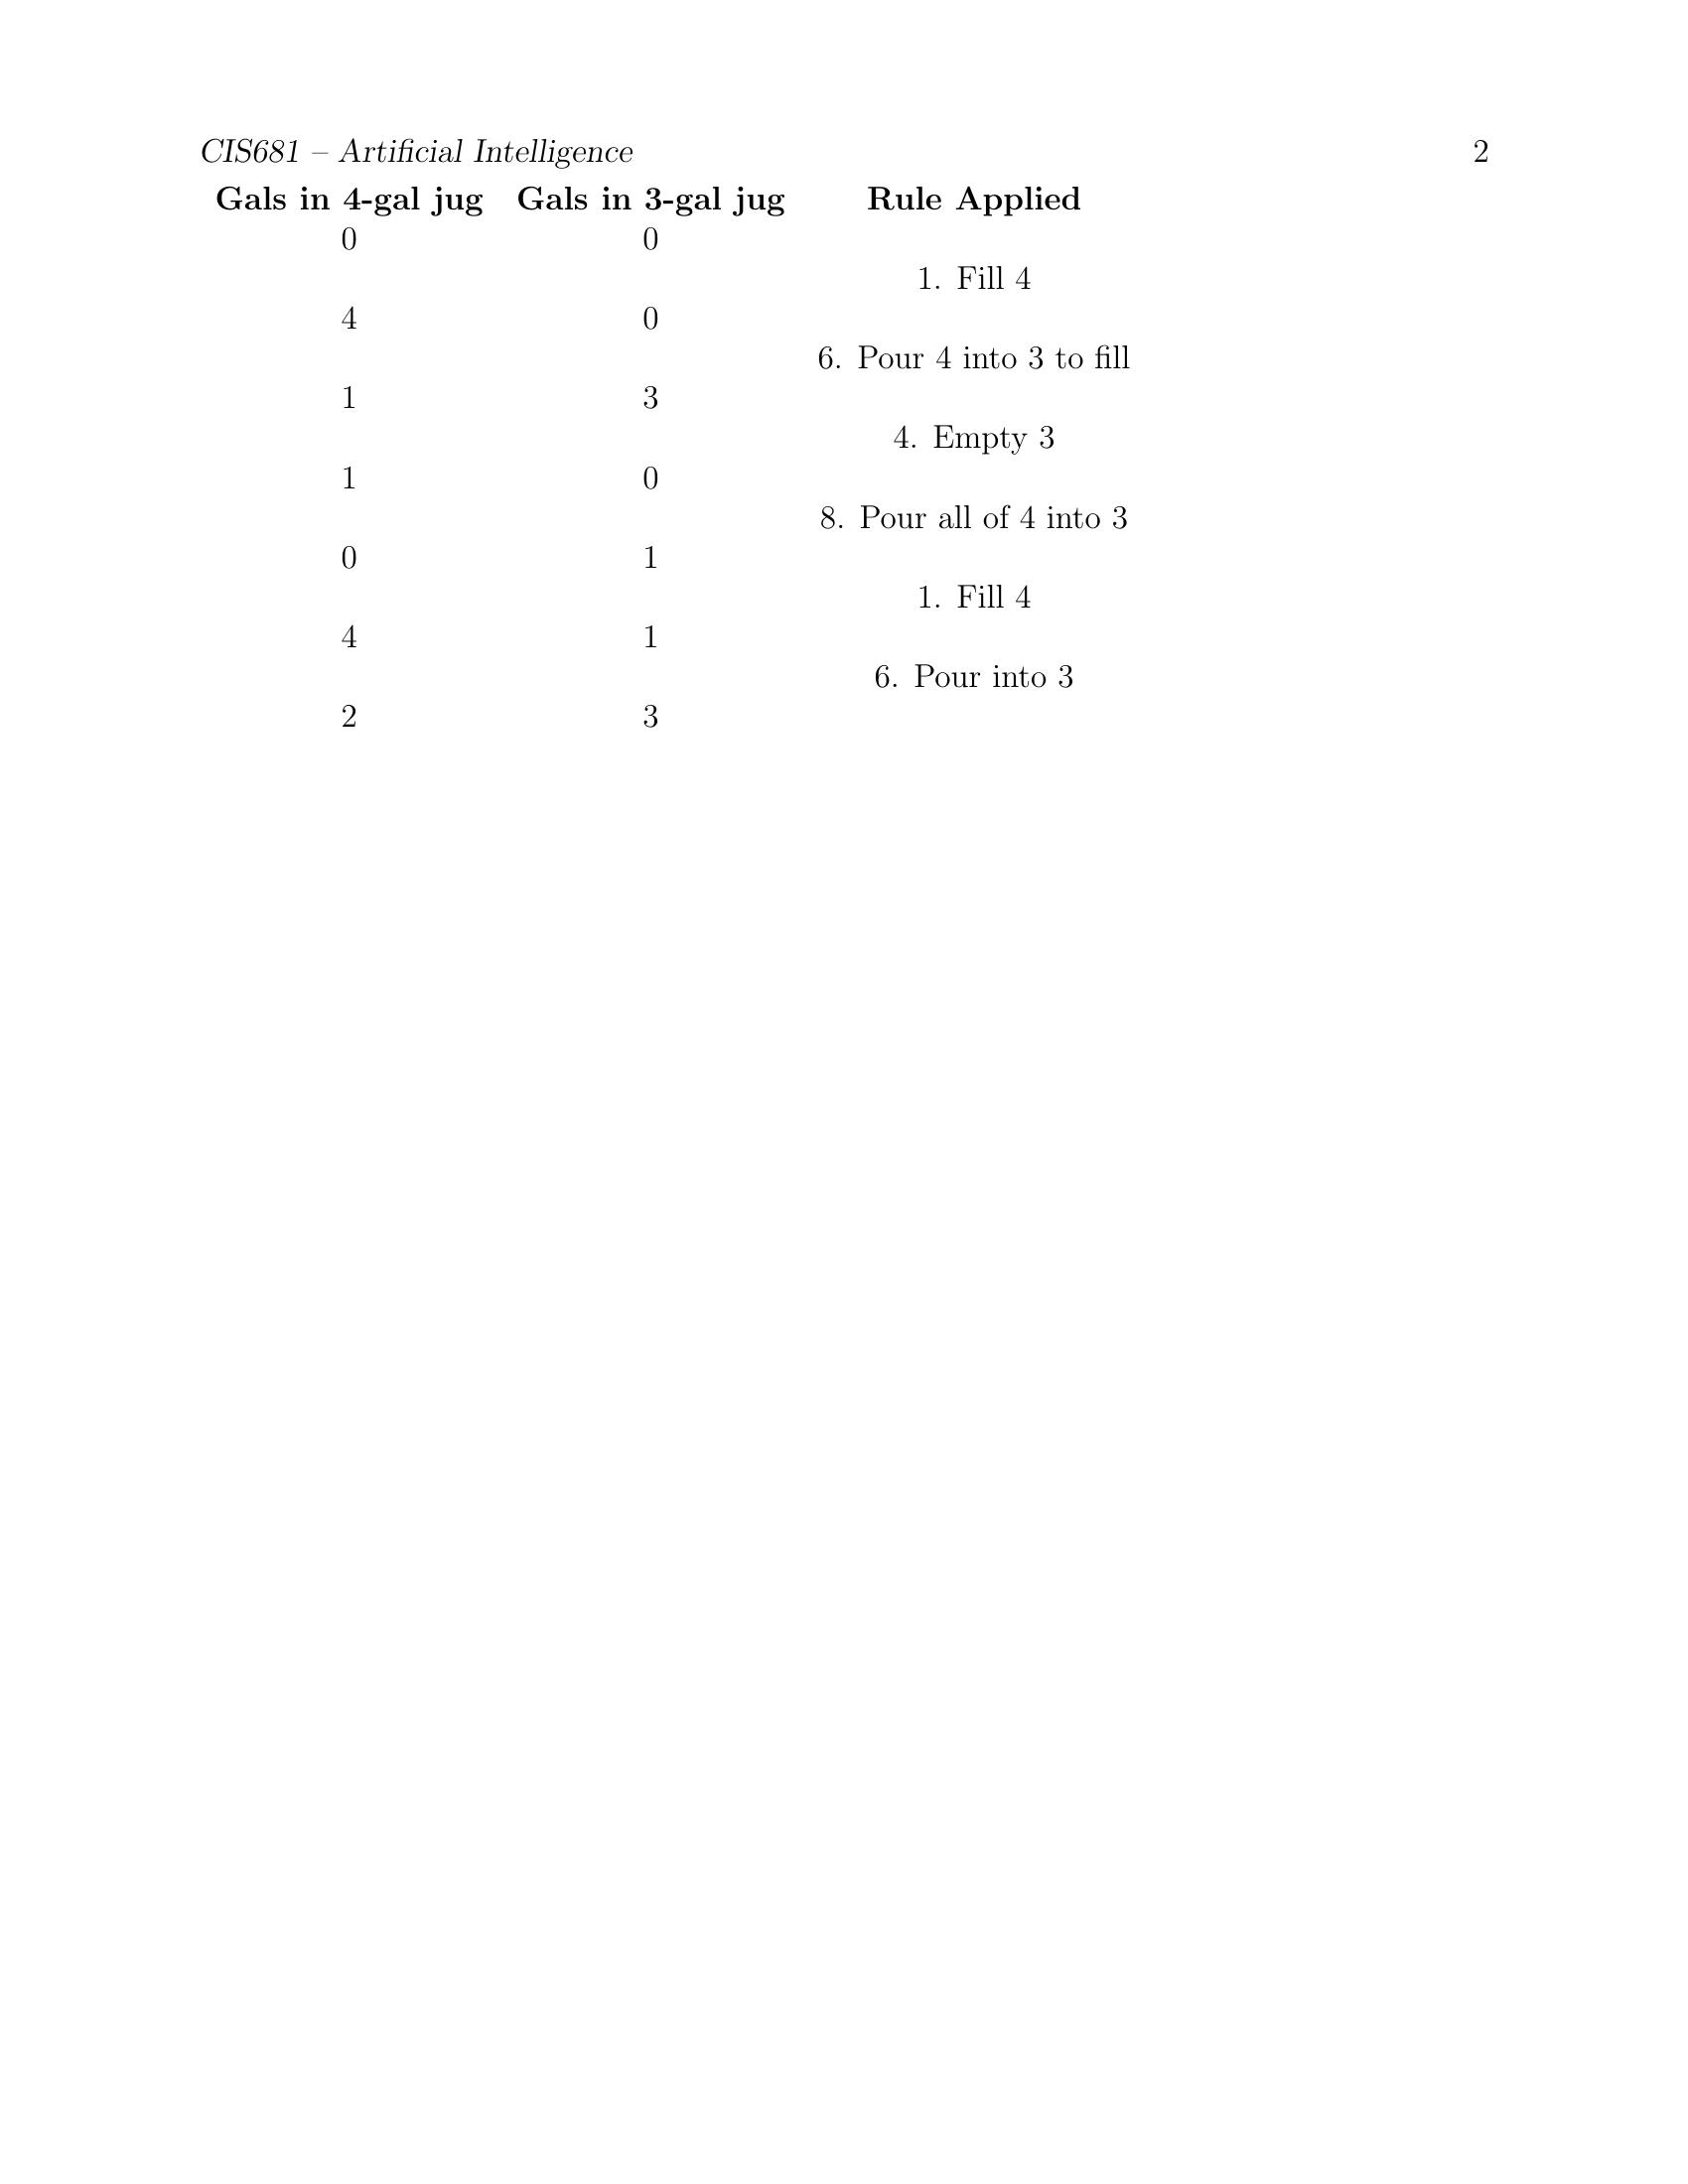 CIS681 – Artificial Intelligence 2
Gals in 4-gal jug Gals in 3-gal jug Rule Applied
0 0
1. Fill 4
4 0
6. Pour 4 into 3 to fill
1 3
4. Empty 3
1 0
8. Pour all of 4 into 3
0 1
1. Fill 4
4 1
6. Pour into 3
2 3